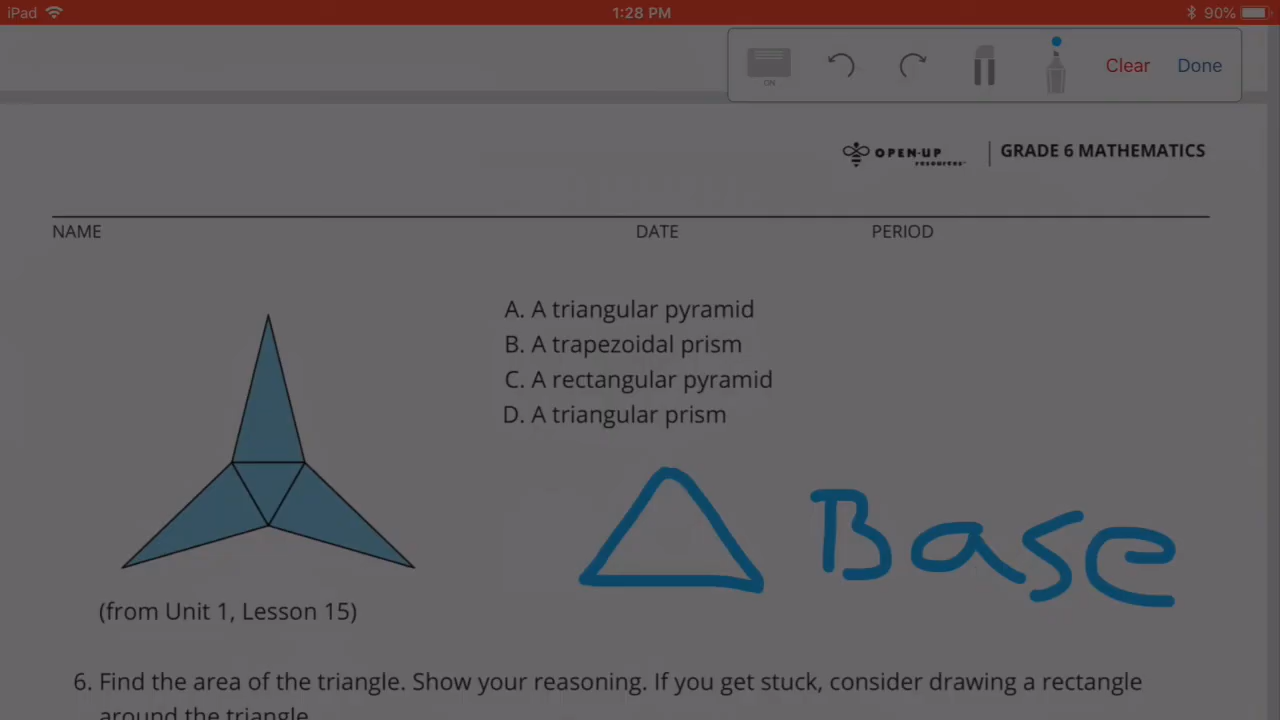 iPad 1:28 PM 90%
ON Clear Done
OPEN-UP resources GRADE 6 MATHEMATICS
NAME DATE PERIOD
A. A triangular pyramid
B. A trapezoidal prism
C. A rectangular pyramid
D. A triangular prism
Base
(from Unit 1, Lesson 15)
6. Find the area of the triangle. Show your reasoning. If you get stuck, consider drawing a rectangle
around the triangle.